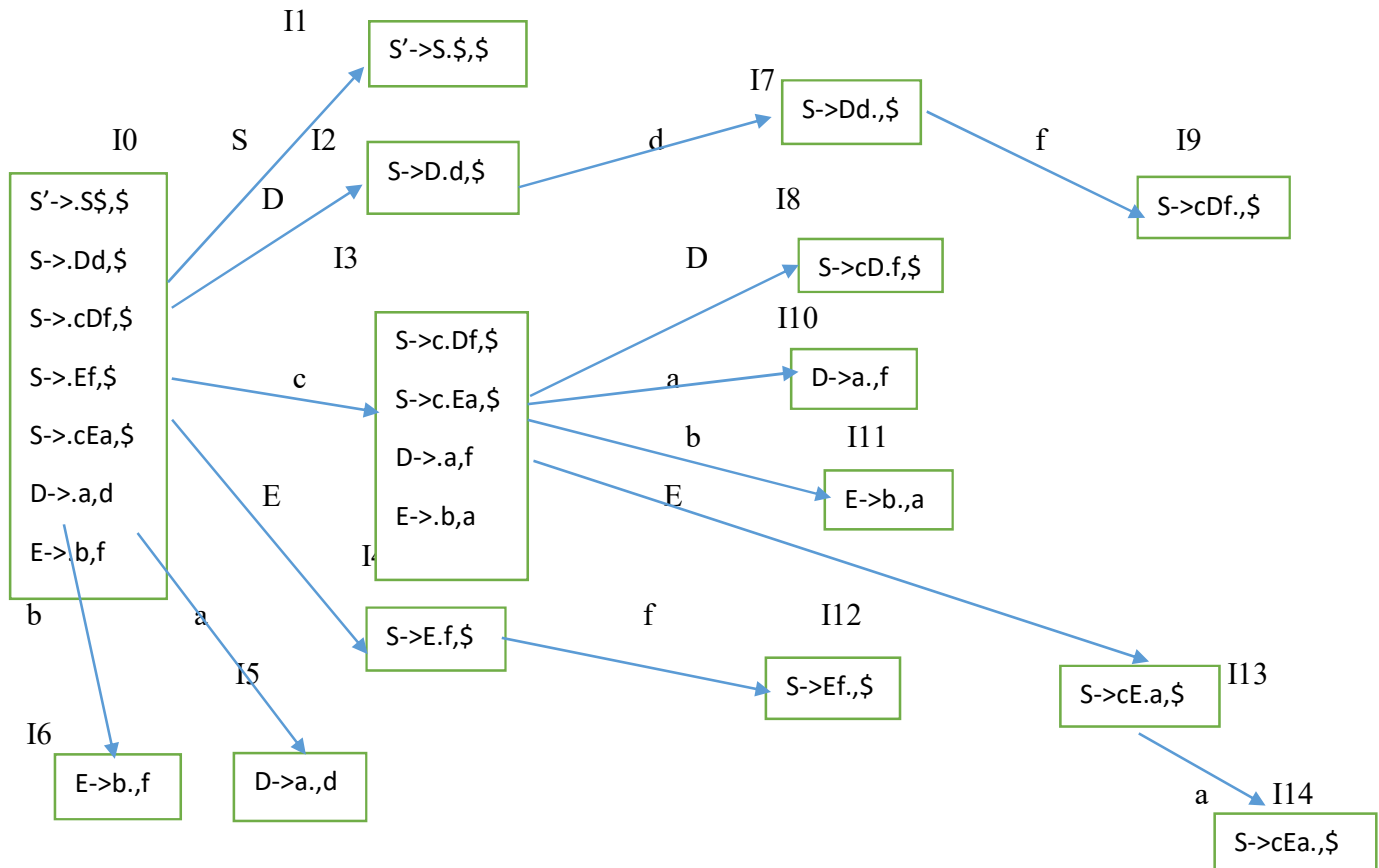 I1
S’->S.$,$
I7
S->Dd.,$
I0
S
I2
d
f
I9
S’->.S$,$
S->.Dd,$
S->.cDf,$
S->.Ef,$
S->.cEa,$
D->.a,d
E->.b,f
S->D.d,$
D
I3
I8
S->cDf.,$
D
S->cD.f,$
c
S->c.Df,$
S->c.Ea,$
D->.a,f
E->.b,a
I10
a
D->a.,f
b
I11
E
E->b.,a
E
I4
b
a
S->E.f,$
f
I12
S->Ef.,$
I5
S->cE.a,$
I13
I6
E->b.,f
D->a.,d
a
I14
S->cEa.,$